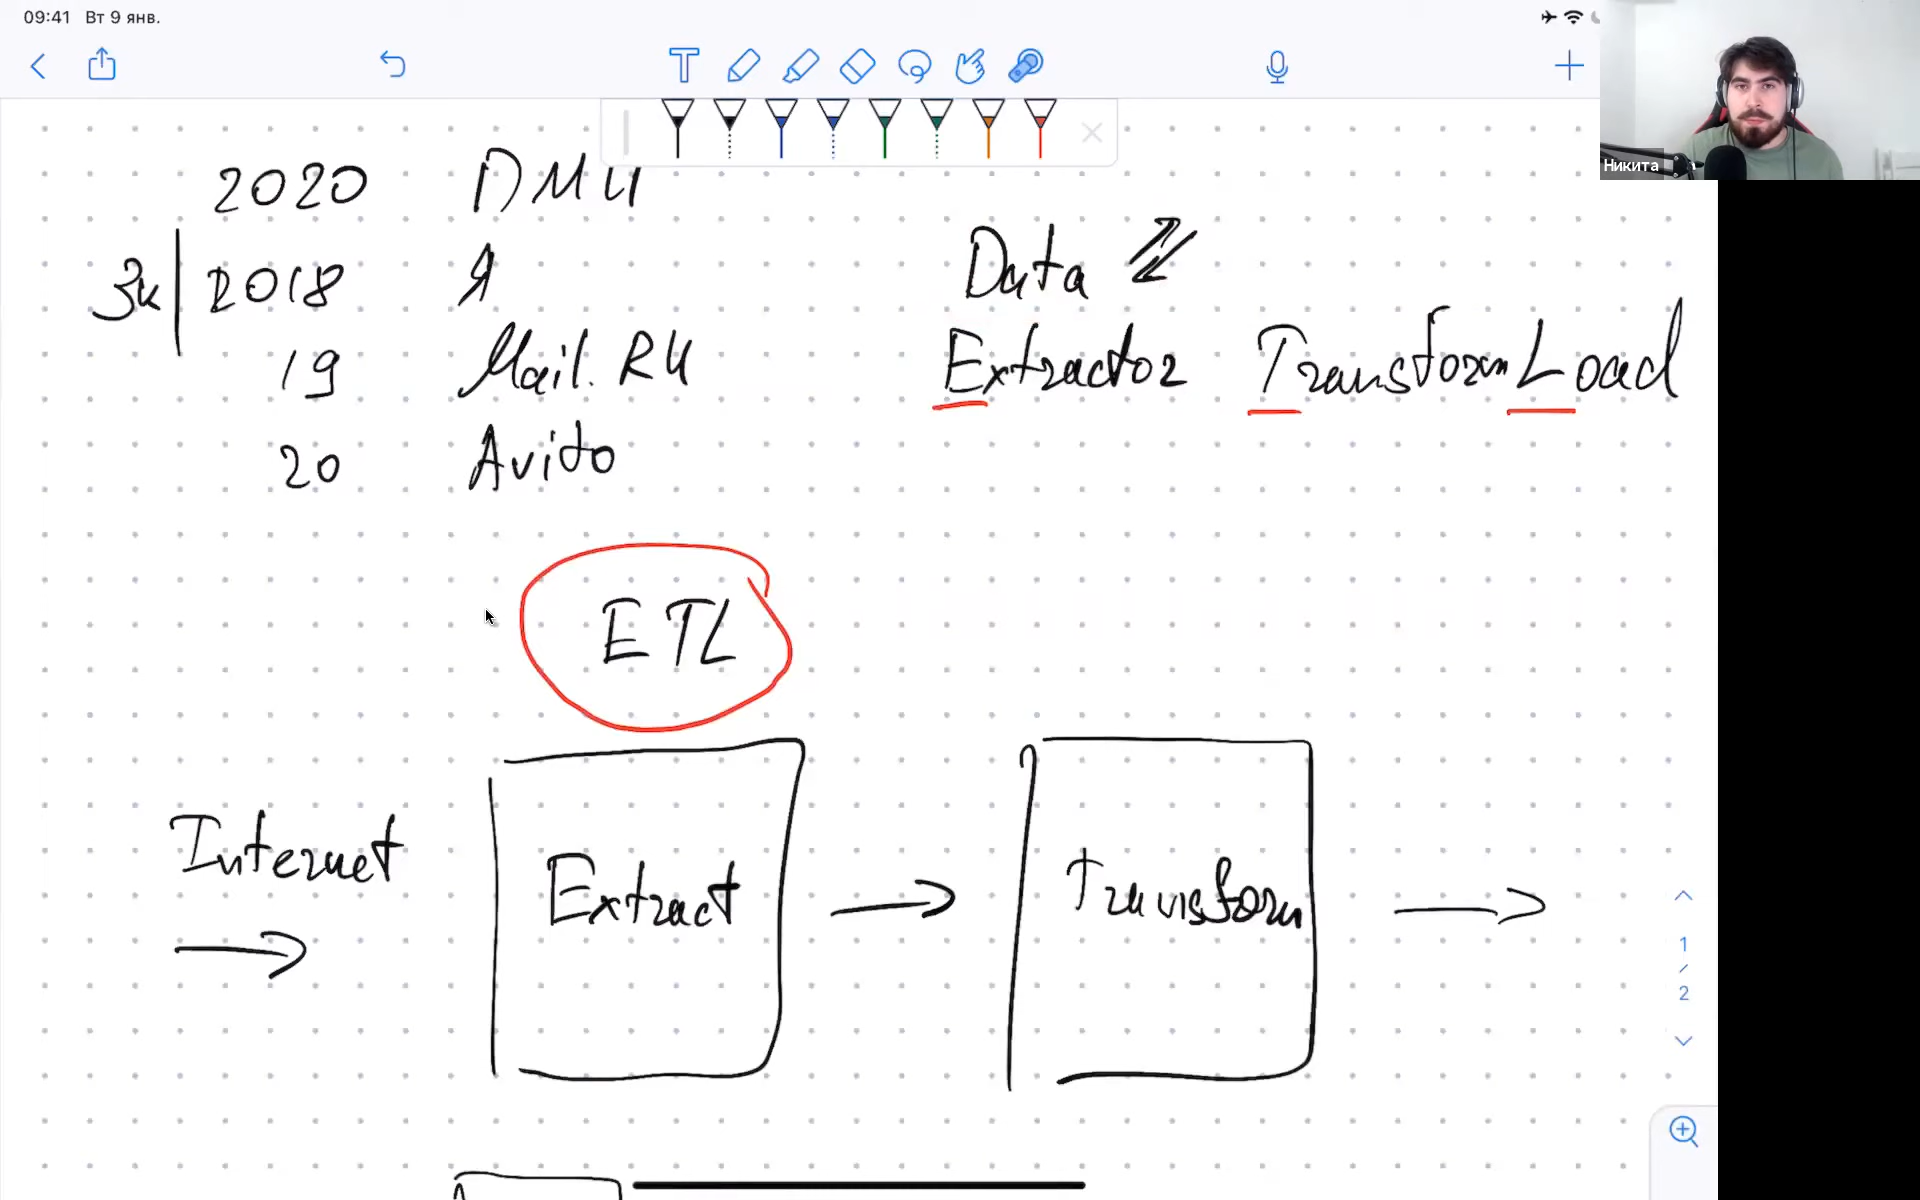 09:41 Вт 9 янв.
Никита
2020
3к 2018 Я
19 Mail.RU
20 Avito
Data
Extractor Transform Load
ETL
Internet
Extract
Transform
1
/
2